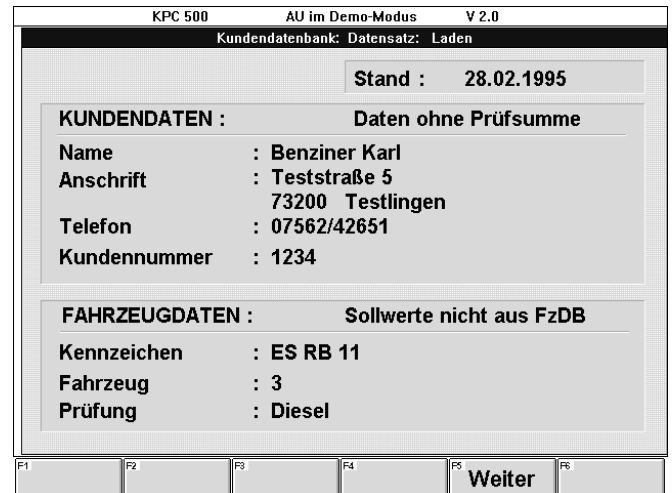 KPC 500 AU im Demo-Modus V 2.0
Kundendatenbank: Datensatz: Laden
Stand : 28.02.1995
KUNDENDATEN : Daten ohne Prüfsumme
Name : Benziner Karl
Anschrift : Teststraße 5
73200 Testlingen
Telefon : 07562/42651
Kundennummer : 1234
FAHRZEUGDATEN : Sollwerte nicht aus FzDB
Kennzeichen : ES RB 11
Fahrzeug : 3
Prüfung : Diesel
F1 F2 F3 F4 F5 Weiter F6